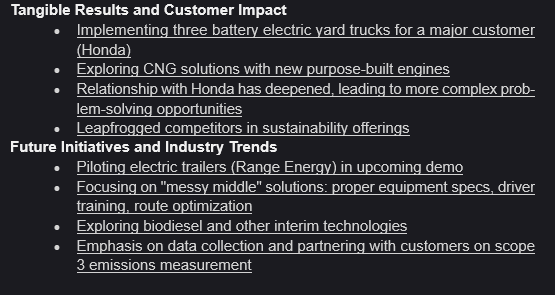 Tangible Results and Customer Impact
• Implementing three battery electric yard trucks for a major customer
(Honda)
• Exploring CNG solutions with new purpose-built engines
• Relationship with Honda has deepened, leading to more complex prob-
lem-solving opportunities
• Leapfrogged competitors in sustainability offerings
Future Initiatives and Industry Trends
• Piloting electric trailers (Range Energy) in upcoming demo
• Focusing on "messy middle" solutions: proper equipment specs, driver
training, route optimization
• Exploring biodiesel and other interim technologies
• Emphasis on data collection and partnering with customers on scope
3 emissions measurement